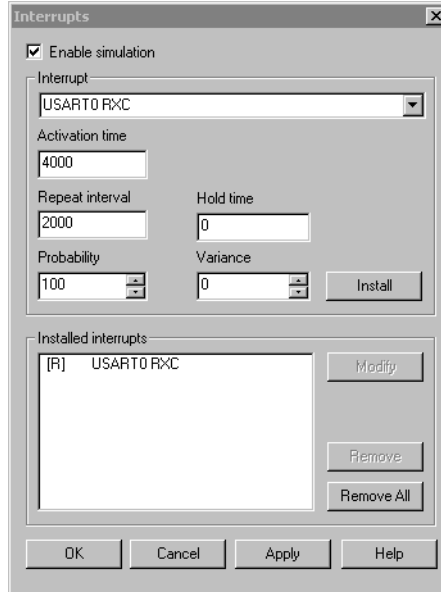 Interrupts
Enable simulation
Interrupt
USART0 RXC
Activation time
4000
Repeat interval
Hold time
2000
0
Probability
Variance
100
0
Install
Installed interrupts
[R] USART0 RXC
Modify
Remove
Remove All
OK
Cancel
Apply
Help